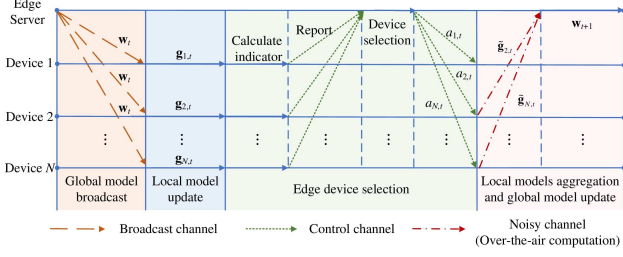 Edge
Server
Device 1
Device 2
Device N
w_t
w_t
w_t
g_{1,t}
g_{2,t}
⋮
g_{N,t}
Calculate
indicator
Report
Device
selection
a_{1,t}
a_{2,t}
a_{N,t}
g̃_{2,t}
g̃_{N,t}
w_{t+1}
Global model
broadcast
Local model
update
Edge device selection
Local models aggregation
and global model update
Broadcast channel
Control channel
Noisy channel
(Over-the-air computation)